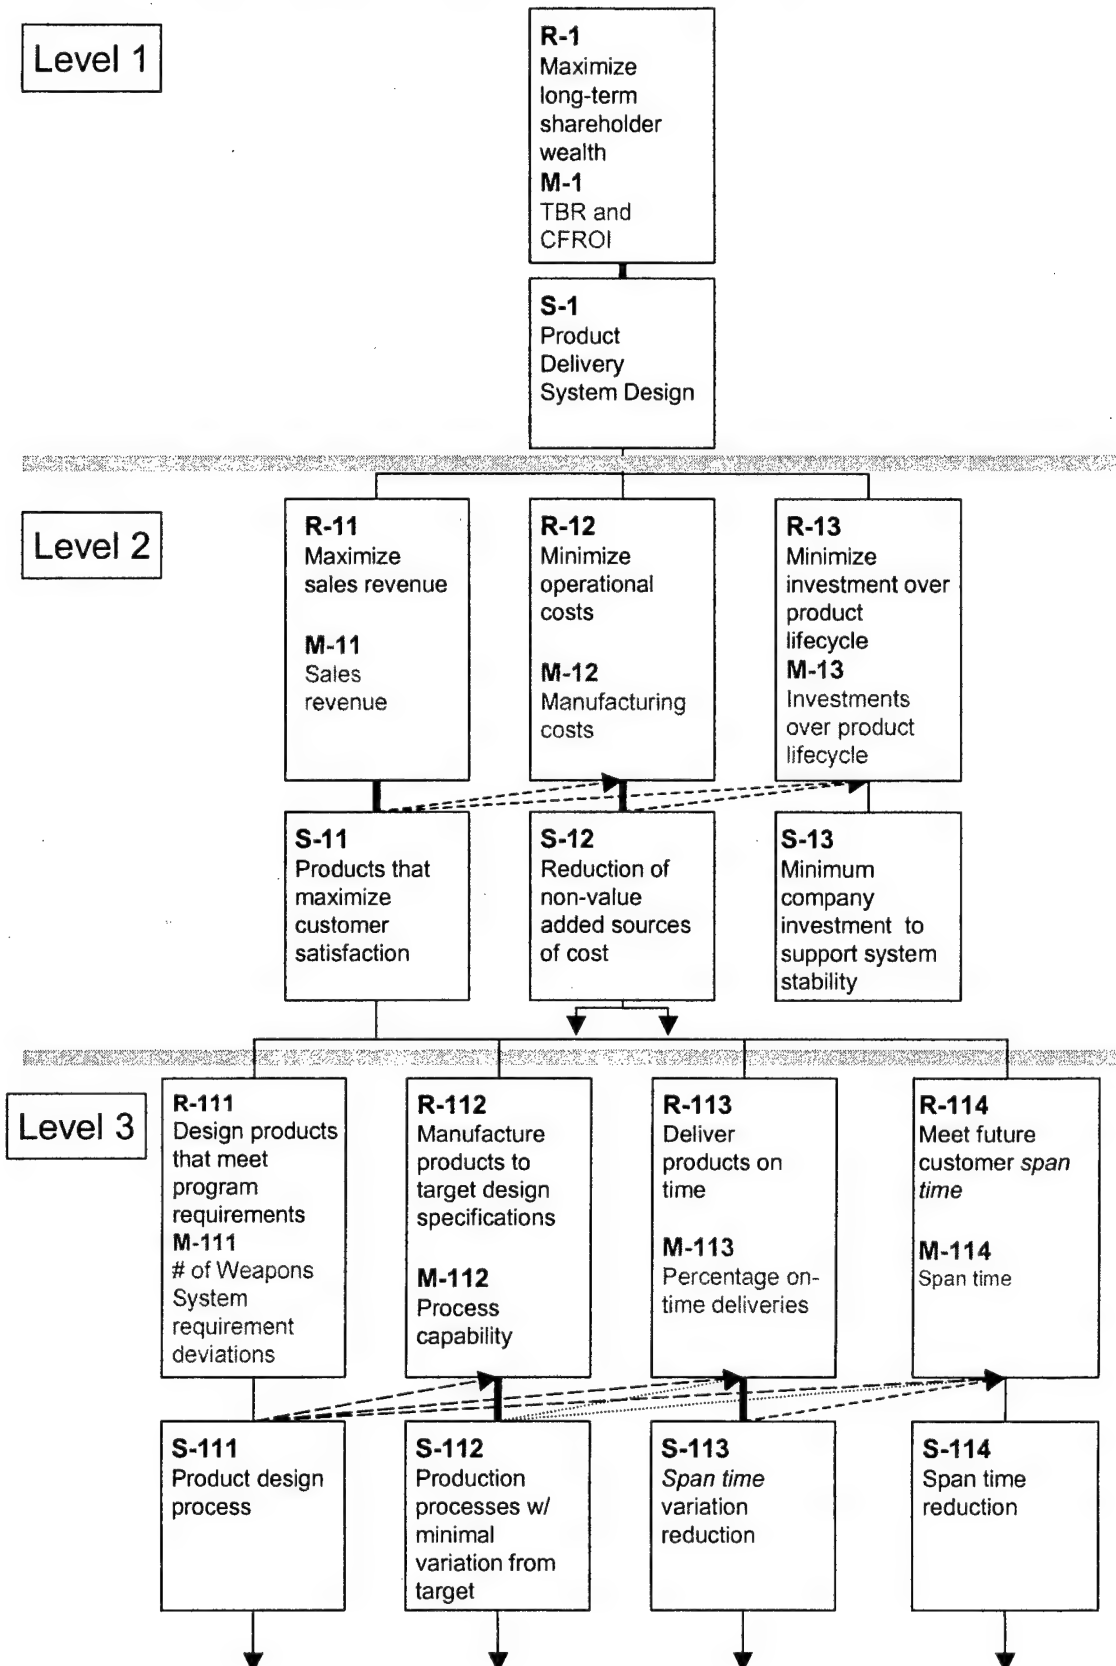 Level 1
R-1
Maximize
long-term
shareholder
wealth
M-1
TBR and
CFROI
S-1
Product
Delivery
System Design
Level 2
R-11
Maximize
sales revenue
M-11
Sales
revenue
R-12
Minimize
operational
costs
M-12
Manufacturing
costs
R-13
Minimize
investment over
product
lifecycle
M-13
Investments
over product
lifecycle
S-11
Products that
maximize
customer
satisfaction
S-12
Reduction of
non-value
added sources
of cost
S-13
Minimum
company
investment to
support system
stability
Level 3
R-111
Design products
that meet
program
requirements
M-111
# of Weapons
System
requirement
deviations
R-112
Manufacture
products to
target design
specifications
M-112
Process
capability
R-113
Deliver
products on
time
M-113
Percentage on-
time deliveries
R-114
Meet future
customer span
time
M-114
Span time
S-111
Product design
process
S-112
Production
processes w/
minimal
variation from
target
S-113
Span time
variation
reduction
S-114
Span time
reduction